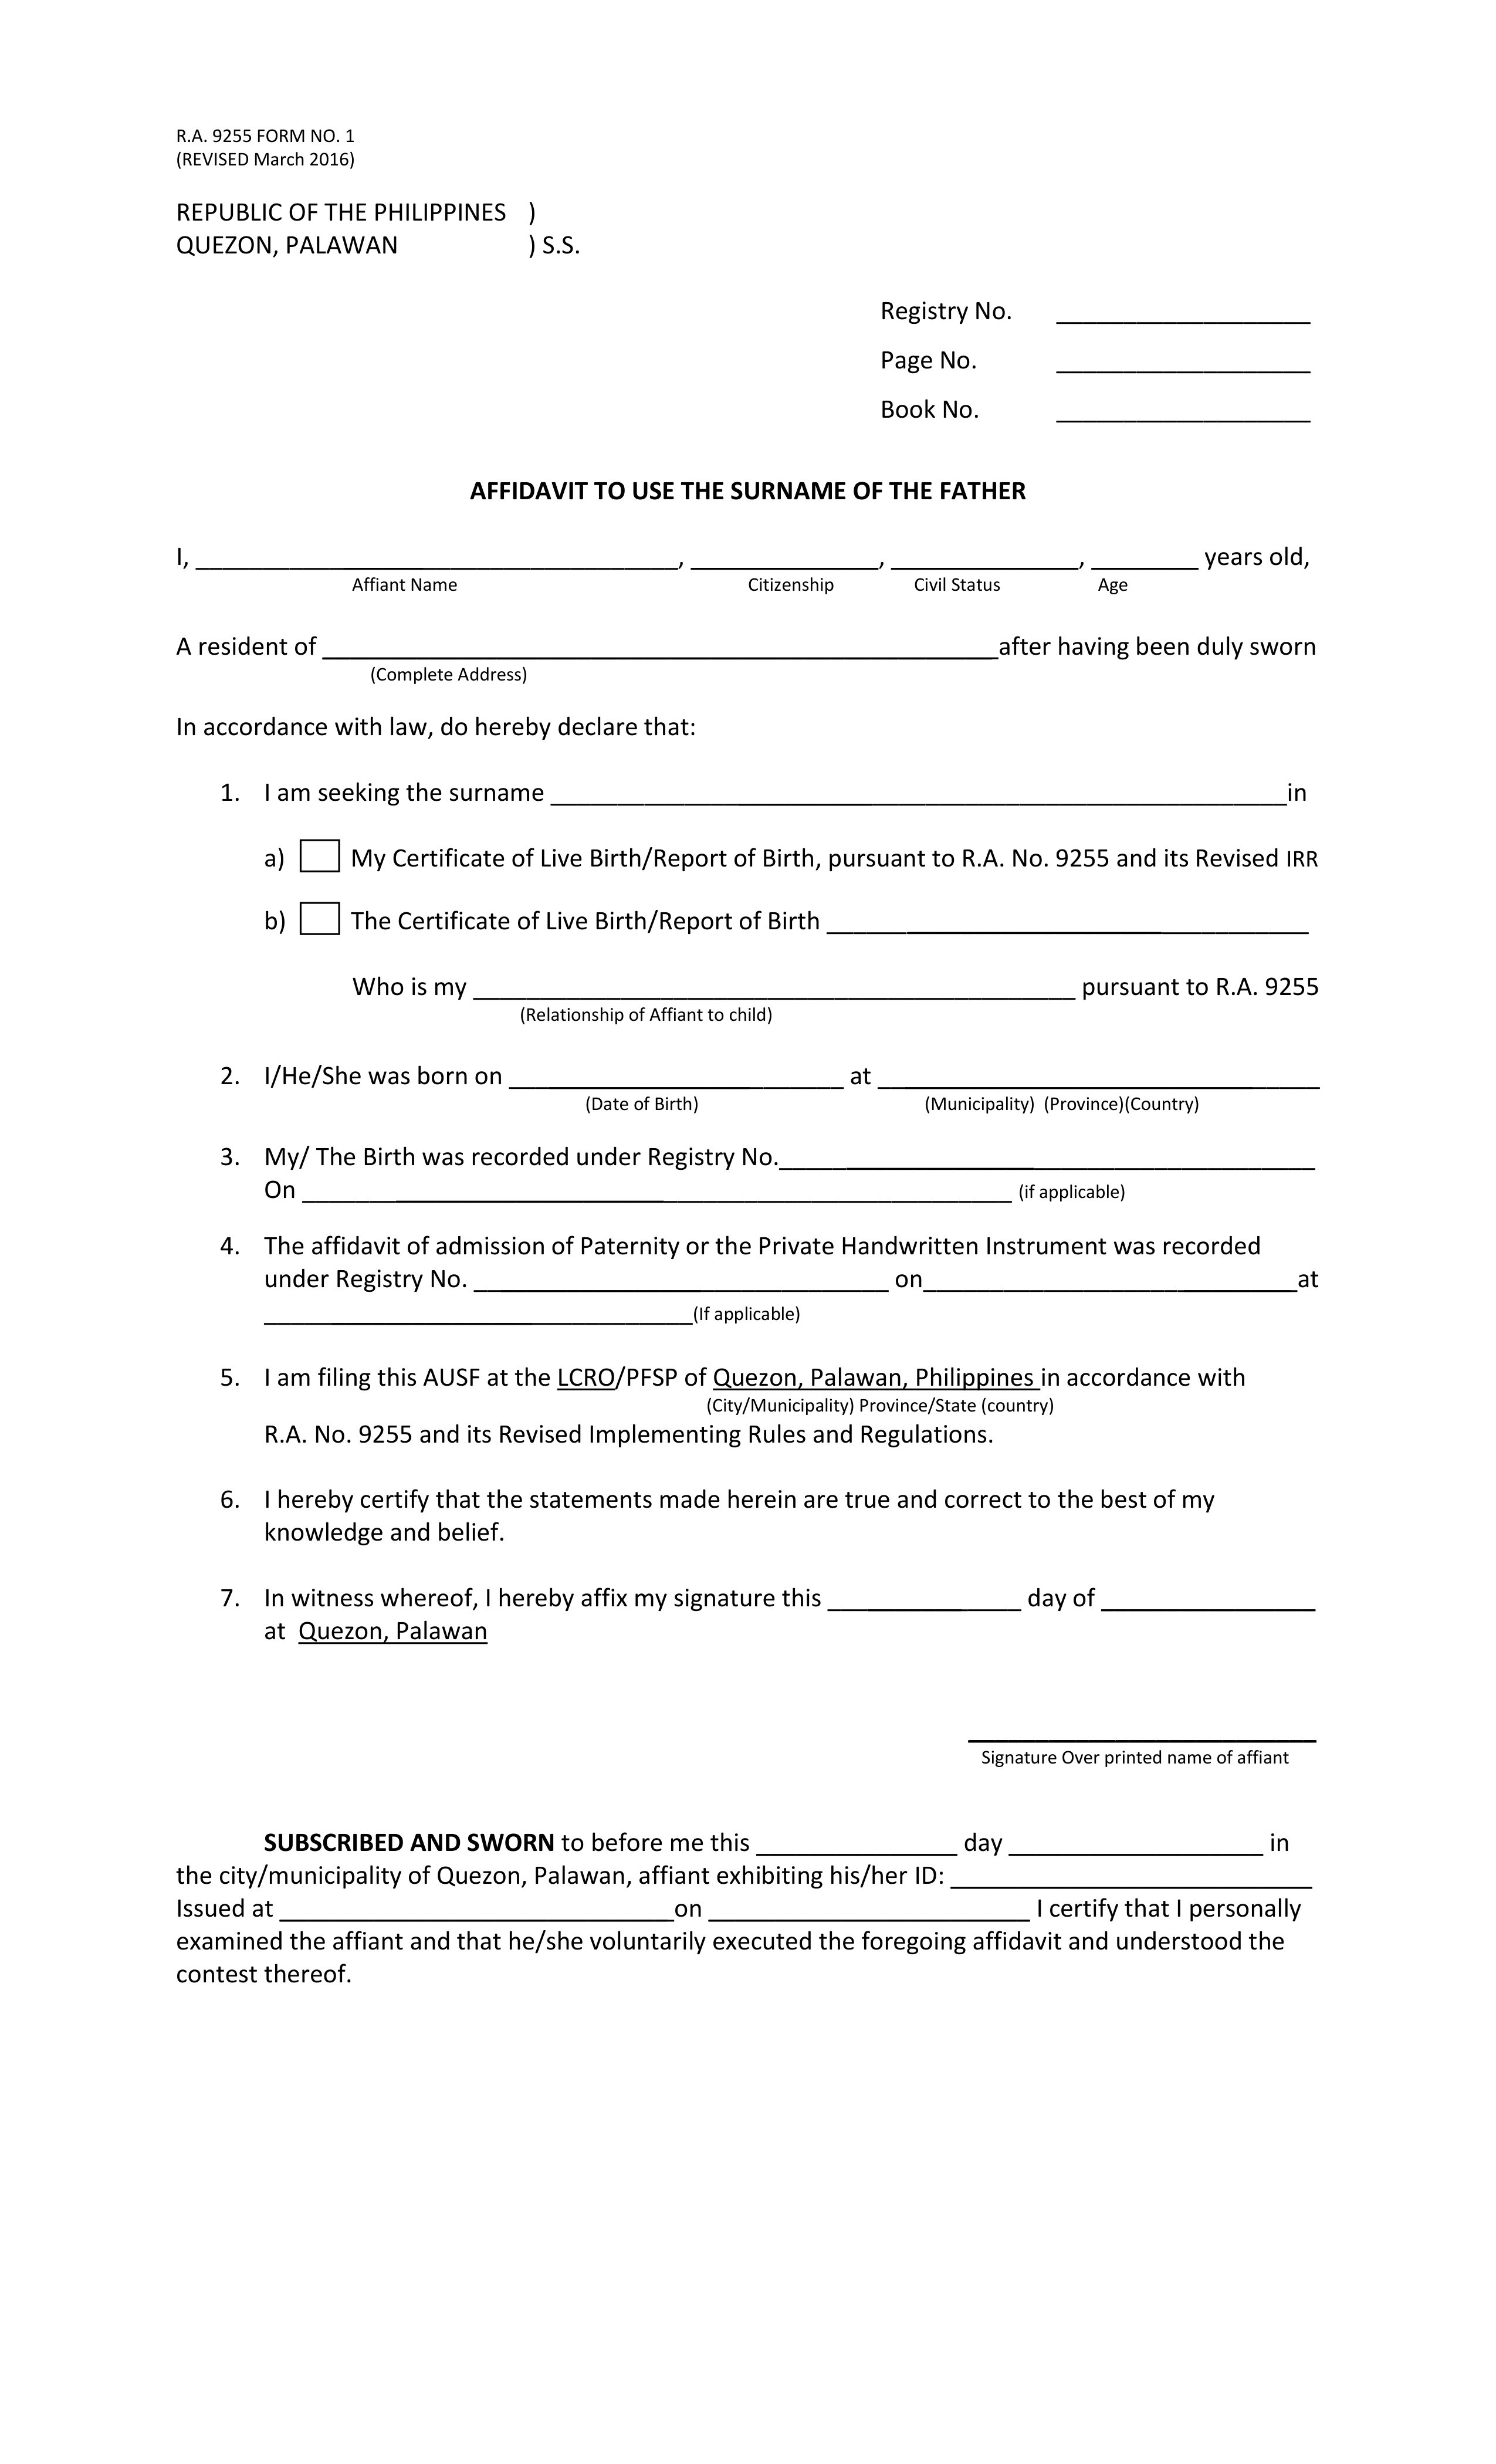 R.A. 9255 FORM NO. 1
(REVISED March 2016)
REPUBLIC OF THE PHILIPPINES )
QUEZON, PALAWAN ) S.S.
Registry No. ___________________
Page No. ___________________
Book No. ___________________
AFFIDAVIT TO USE THE SURNAME OF THE FATHER
I, ____________________________________, ______________, ______________, ________ years old,
Affiant Name Citizenship Civil Status Age
A resident of __________________________________________________after having been duly sworn
(Complete Address)
In accordance with law, do hereby declare that:
1. I am seeking the surname _______________________________________________________in
a) My Certificate of Live Birth/Report of Birth, pursuant to R.A. No. 9255 and its Revised IRR
b) The Certificate of Live Birth/Report of Birth ____________________________________
Who is my _____________________________________________ pursuant to R.A. 9255
(Relationship of Affiant to child)
2. I/He/She was born on _________________________ at _________________________________
(Date of Birth) (Municipality) (Province)(Country)
3. My/ The Birth was recorded under Registry No.________________________________________
On _____________________________________________________ (if applicable)
4. The affidavit of admission of Paternity or the Private Handwritten Instrument was recorded
under Registry No. _______________________________ on____________________________at
________________________________(If applicable)
5. I am filing this AUSF at the LCRO/PFSP of Quezon, Palawan, Philippines in accordance with
(City/Municipality) Province/State (country)
R.A. No. 9255 and its Revised Implementing Rules and Regulations.
6. I hereby certify that the statements made herein are true and correct to the best of my
knowledge and belief.
7. In witness whereof, I hereby affix my signature this ______________ day of ________________
at Quezon, Palawan
__________________________
Signature Over printed name of affiant
SUBSCRIBED AND SWORN to before me this _______________ day ___________________ in
the city/municipality of Quezon, Palawan, affiant exhibiting his/her ID: ___________________________
Issued at _____________________________on ________________________ I certify that I personally
examined the affiant and that he/she voluntarily executed the foregoing affidavit and understood the
contest thereof.